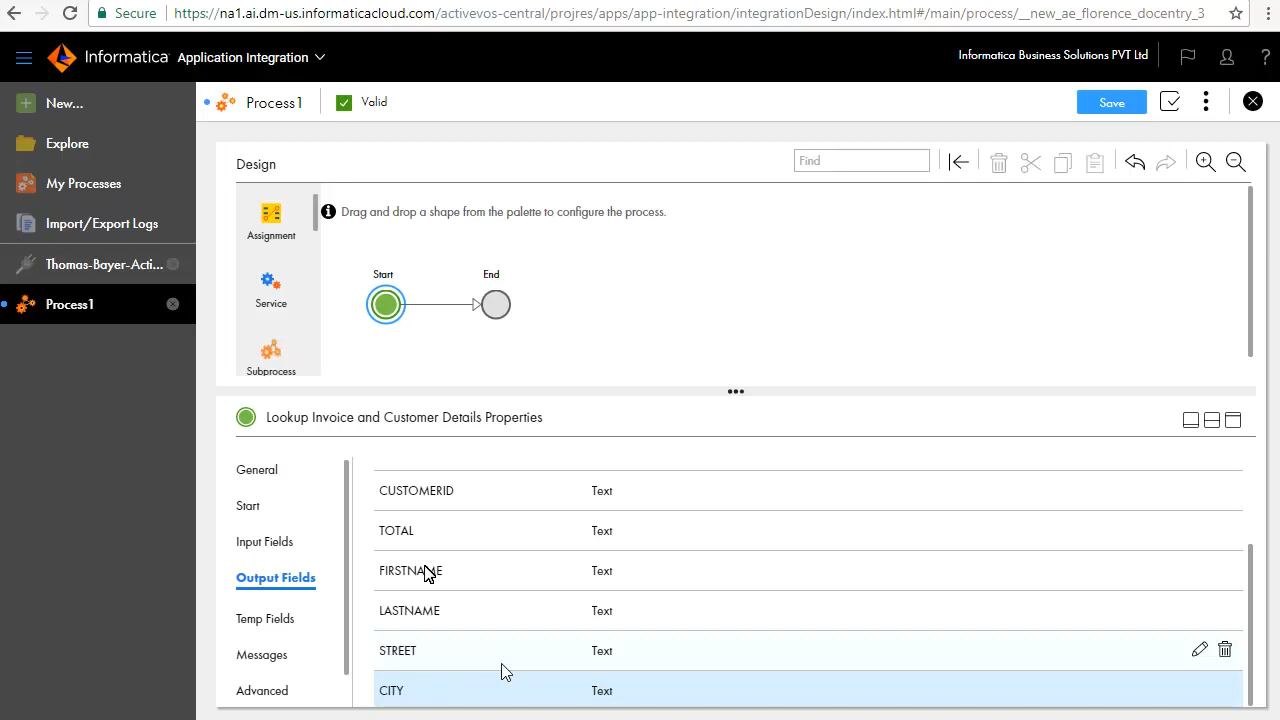 Secure https://na1.ai.dm-us.informaticacloud.com/activevos-central/projres/apps/app-integration/integrationDesign/index.html#/main/process/__new_ae_florence_docentry_3
Informatica Application Integration
Informatica Business Solutions PVT Ltd
?
New...
Explore
My Processes
Import/Export Logs
Thomas-Bayer-Acti...
Process1
Process1 Valid Save
Design Find
Drag and drop a shape from the palette to configure the process.
Assignment
Service
Subprocess
Start End
Lookup Invoice and Customer Details Properties
General
Start
Input Fields
Output Fields
Temp Fields
Messages
Advanced
CUSTOMERID Text
TOTAL Text
FIRSTNAME Text
LASTNAME Text
STREET Text
CITY Text